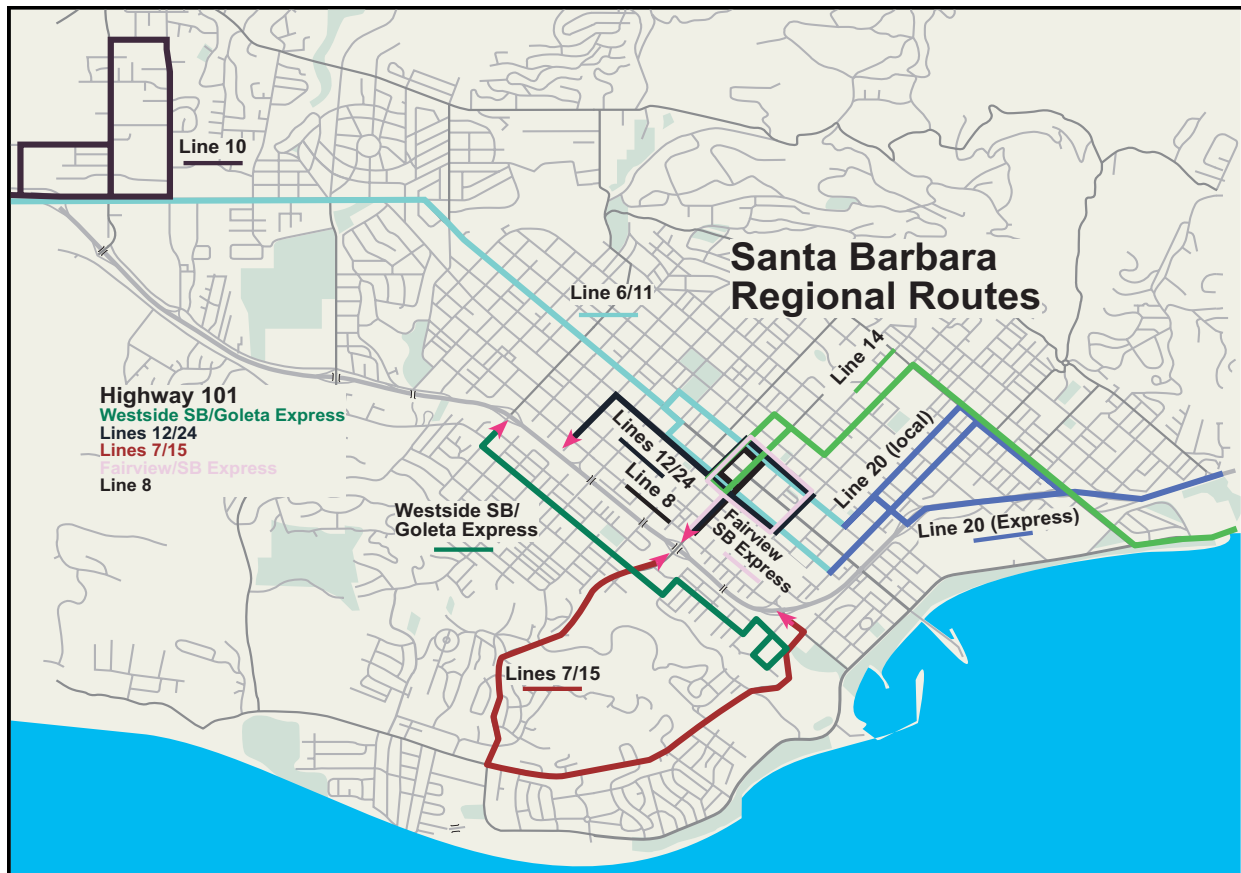 Line 10
Santa Barbara
Regional Routes
Line 6/11
Line 14
Highway 101
Westside SB/Goleta Express
Lines 12/24
Lines 7/15
Fairview/SB Express
Line 8
Lines 12/24
Line 8
Line 20 (local)
Westside SB/
Goleta Express
Fairview
SB Express
Line 20 (Express)
Lines 7/15